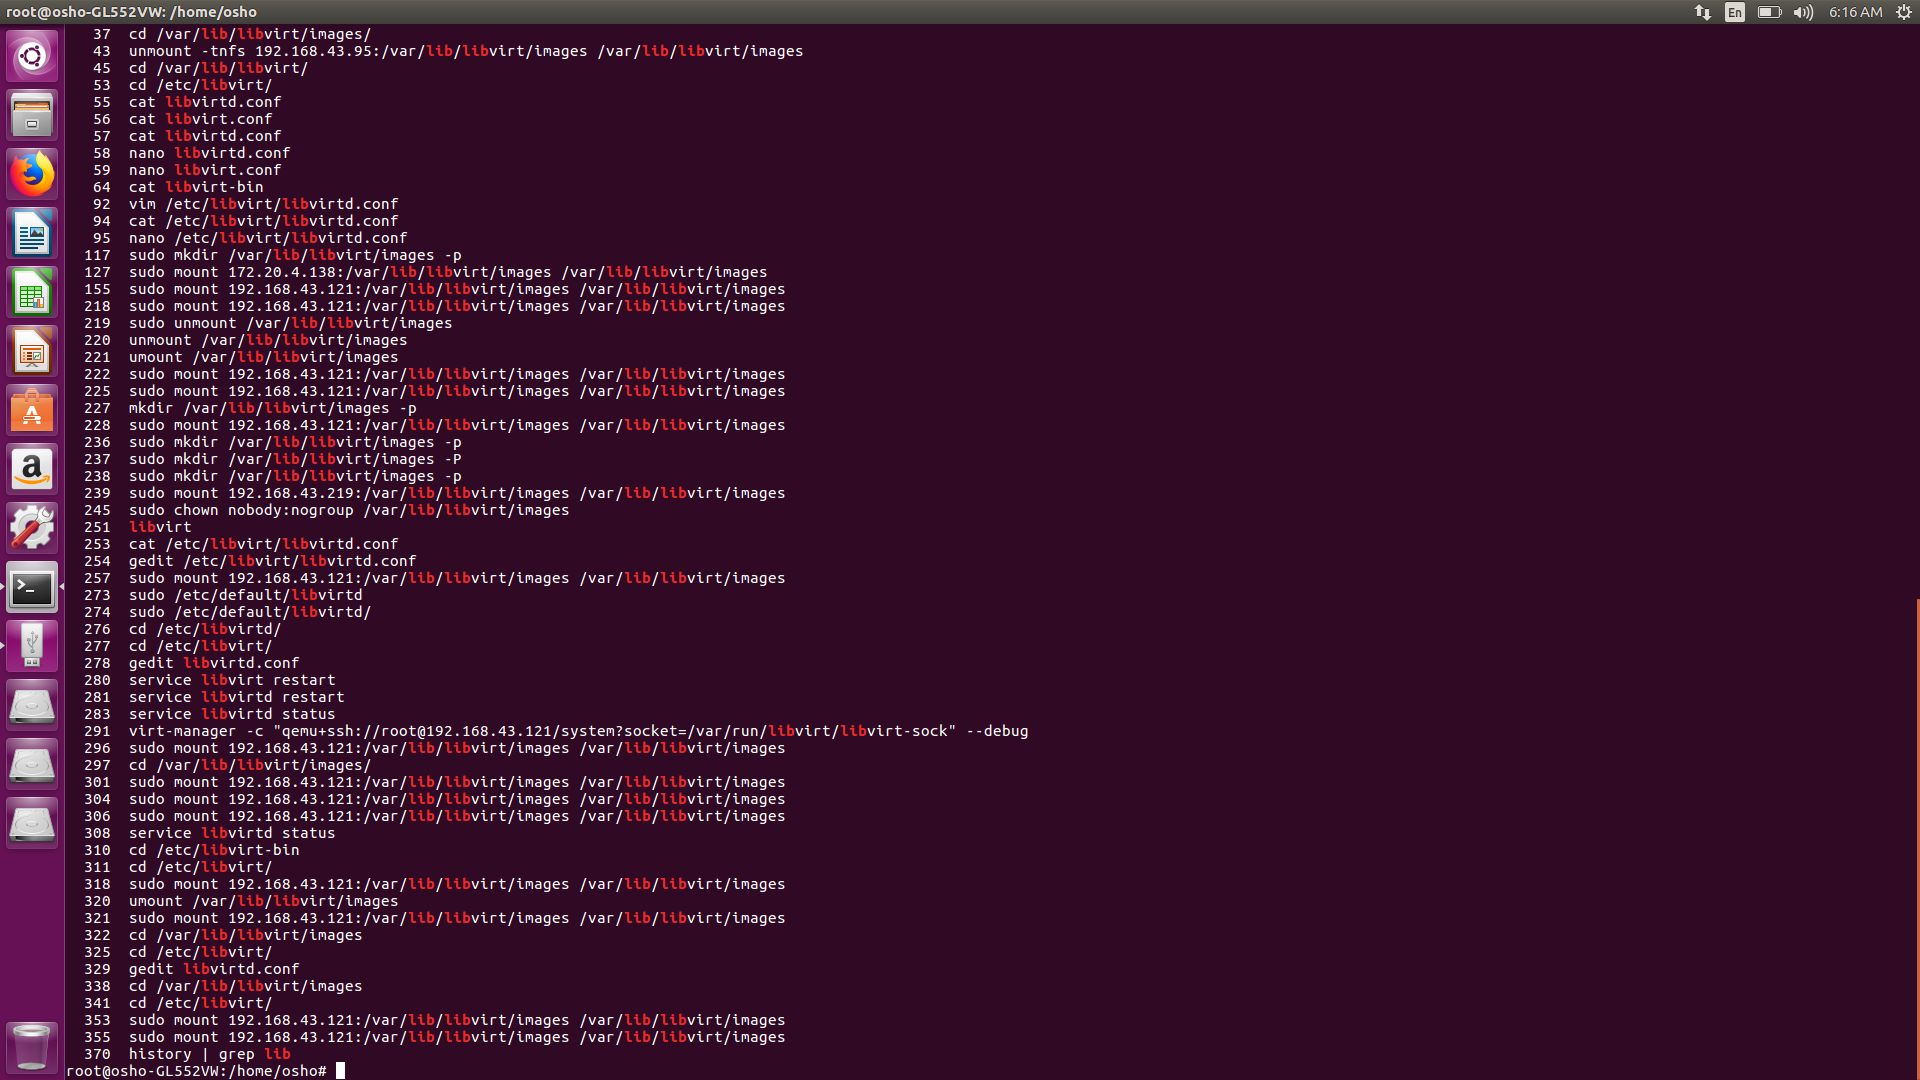 root@osho-GL552VW: /home/osho
En
6:16 AM
37 cd /var/lib/libvirt/images/
43 unmount -tnfs 192.168.43.95:/var/lib/libvirt/images /var/lib/libvirt/images
45 cd /var/lib/libvirt/
53 cd /etc/libvirt/
55 cat libvirtd.conf
56 cat libvirt.conf
57 cat libvirtd.conf
58 nano libvirtd.conf
59 nano libvirt.conf
64 cat libvirt-bin
92 vim /etc/libvirt/libvirtd.conf
94 cat /etc/libvirt/libvirtd.conf
95 nano /etc/libvirt/libvirtd.conf
117 sudo mkdir /var/lib/libvirt/images -p
127 sudo mount 172.20.4.138:/var/lib/libvirt/images /var/lib/libvirt/images
155 sudo mount 192.168.43.121:/var/lib/libvirt/images /var/lib/libvirt/images
218 sudo mount 192.168.43.121:/var/lib/libvirt/images /var/lib/libvirt/images
219 sudo unmount /var/lib/libvirt/images
220 unmount /var/lib/libvirt/images
221 umount /var/lib/libvirt/images
222 sudo mount 192.168.43.121:/var/lib/libvirt/images /var/lib/libvirt/images
225 sudo mount 192.168.43.121:/var/lib/libvirt/images /var/lib/libvirt/images
227 mkdir /var/lib/libvirt/images -p
228 sudo mount 192.168.43.121:/var/lib/libvirt/images /var/lib/libvirt/images
236 sudo mkdir /var/lib/libvirt/images -p
237 sudo mkdir /var/lib/libvirt/images -P
238 sudo mkdir /var/lib/libvirt/images -p
239 sudo mount 192.168.43.219:/var/lib/libvirt/images /var/lib/libvirt/images
245 sudo chown nobody:nogroup /var/lib/libvirt/images
251 libvirt
253 cat /etc/libvirt/libvirtd.conf
254 gedit /etc/libvirt/libvirtd.conf
257 sudo mount 192.168.43.121:/var/lib/libvirt/images /var/lib/libvirt/images
273 sudo /etc/default/libvirtd
274 sudo /etc/default/libvirtd/
276 cd /etc/libvirtd/
277 cd /etc/libvirt/
278 gedit libvirtd.conf
280 service libvirt restart
281 service libvirtd restart
283 service libvirtd status
291 virt-manager -c "qemu+ssh://root@192.168.43.121/system?socket=/var/run/libvirt/libvirt-sock" --debug
296 sudo mount 192.168.43.121:/var/lib/libvirt/images /var/lib/libvirt/images
297 cd /var/lib/libvirt/images/
301 sudo mount 192.168.43.121:/var/lib/libvirt/images /var/lib/libvirt/images
304 sudo mount 192.168.43.121:/var/lib/libvirt/images /var/lib/libvirt/images
306 sudo mount 192.168.43.121:/var/lib/libvirt/images /var/lib/libvirt/images
308 service libvirtd status
310 cd /etc/libvirt-bin
311 cd /etc/libvirt/
318 sudo mount 192.168.43.121:/var/lib/libvirt/images /var/lib/libvirt/images
320 umount /var/lib/libvirt/images
321 sudo mount 192.168.43.121:/var/lib/libvirt/images /var/lib/libvirt/images
322 cd /var/lib/libvirt/images
325 cd /etc/libvirt/
329 gedit libvirtd.conf
338 cd /var/lib/libvirt/images
341 cd /etc/libvirt/
353 sudo mount 192.168.43.121:/var/lib/libvirt/images /var/lib/libvirt/images
355 sudo mount 192.168.43.121:/var/lib/libvirt/images /var/lib/libvirt/images
370 history | grep lib
root@osho-GL552VW:/home/osho#